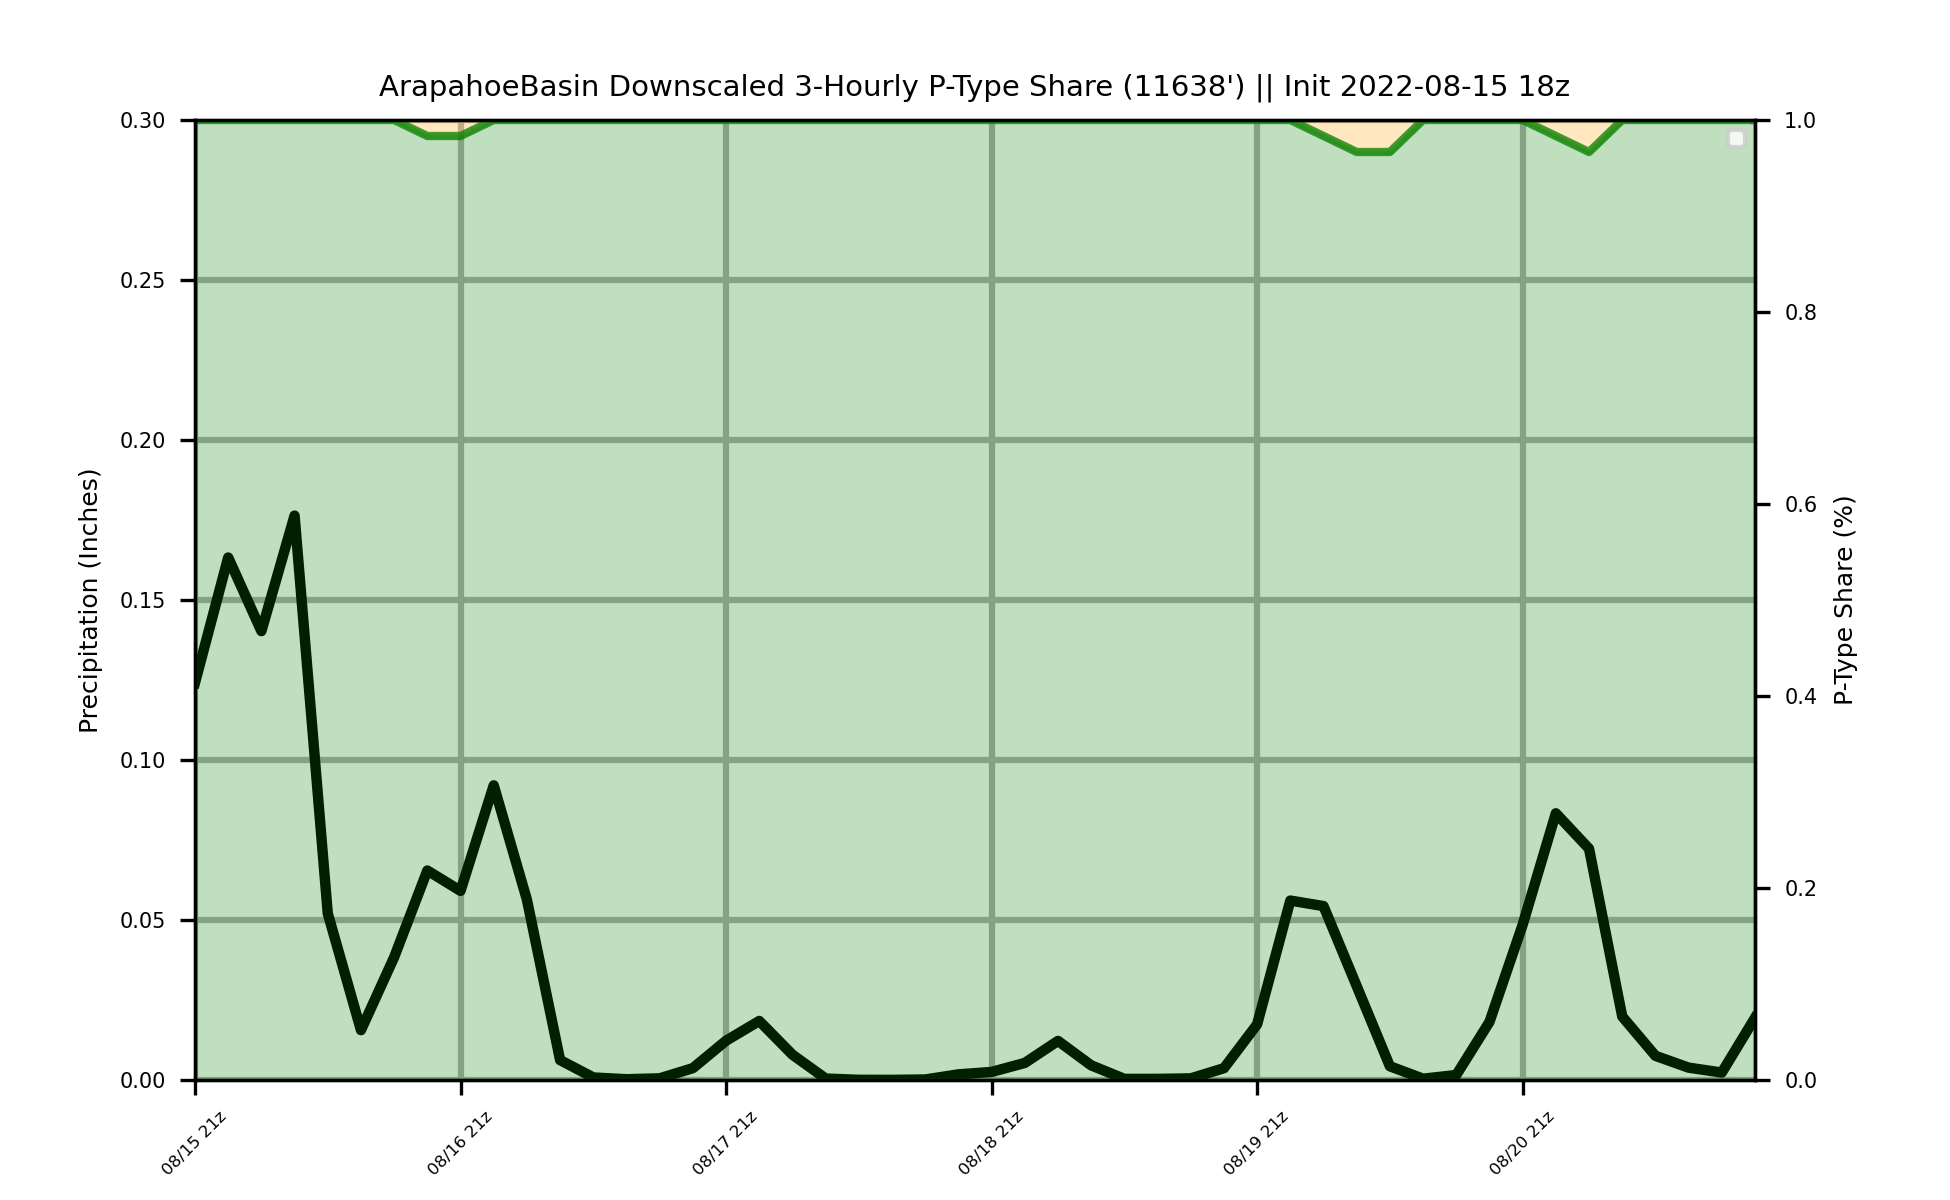 ArapahoeBasin Downscaled 3-Hourly P-Type Share (11638') || Init 2022-08-15 18z
0.30
0.25
0.20
0.15
0.10
0.05
0.00
Precipitation (Inches)
1.0
0.8
0.6
0.4
0.2
0.0
P-Type Share (%)
08/15 21z
08/16 21z
08/17 21z
08/18 21z
08/19 21z
08/20 21z